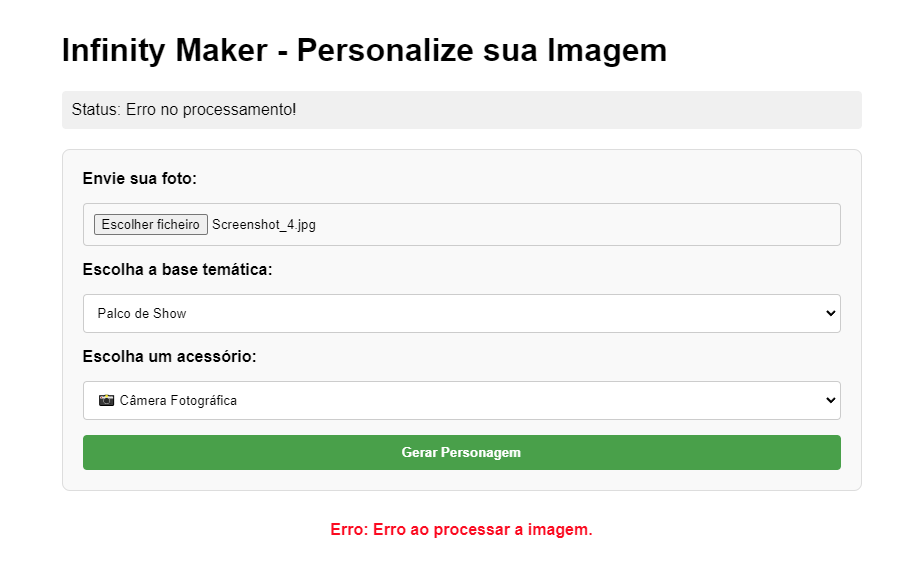 Infinity Maker - Personalize sua Imagem
Status: Erro no processamento!
Envie sua foto:
Escolher ficheiro Screenshot_4.jpg
Escolha a base temática:
Palco de Show
Escolha um acessório:
📸 Câmera Fotográfica
Gerar Personagem
Erro: Erro ao processar a imagem.